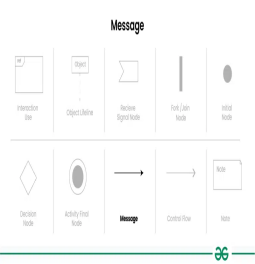 Message
ref
Object
Interaction
Use
Object Lifeline
Recieve
Signal Node
Fork / Join
Node
Initial
Node
Note
Decision
Node
Activity Final
Node
Message
Control Flow
Note